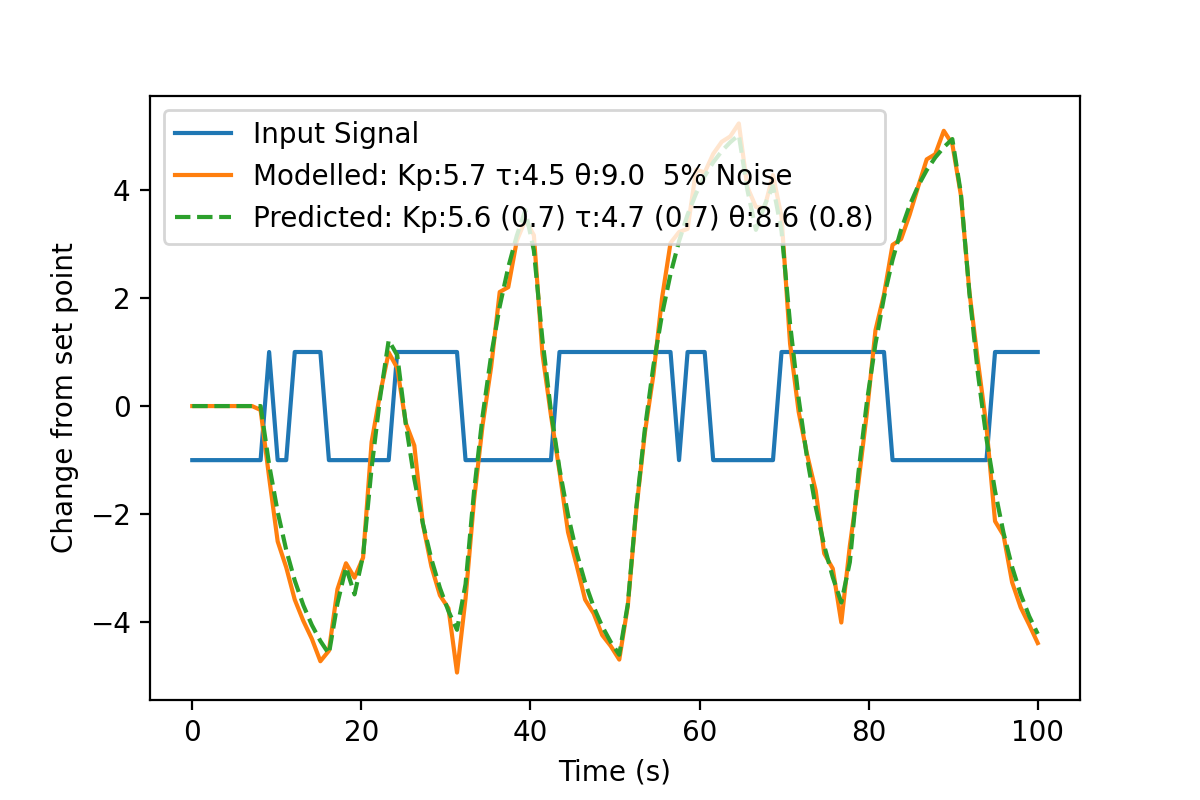 Input Signal
Modelled: Kp:5.7 τ:4.5 θ:9.0  5% Noise
Predicted: Kp:5.6 (0.7) τ:4.7 (0.7) θ:8.6 (0.8)
Change from set point
4
2
0
−2
−4
0 20 40 60 80 100
Time (s)